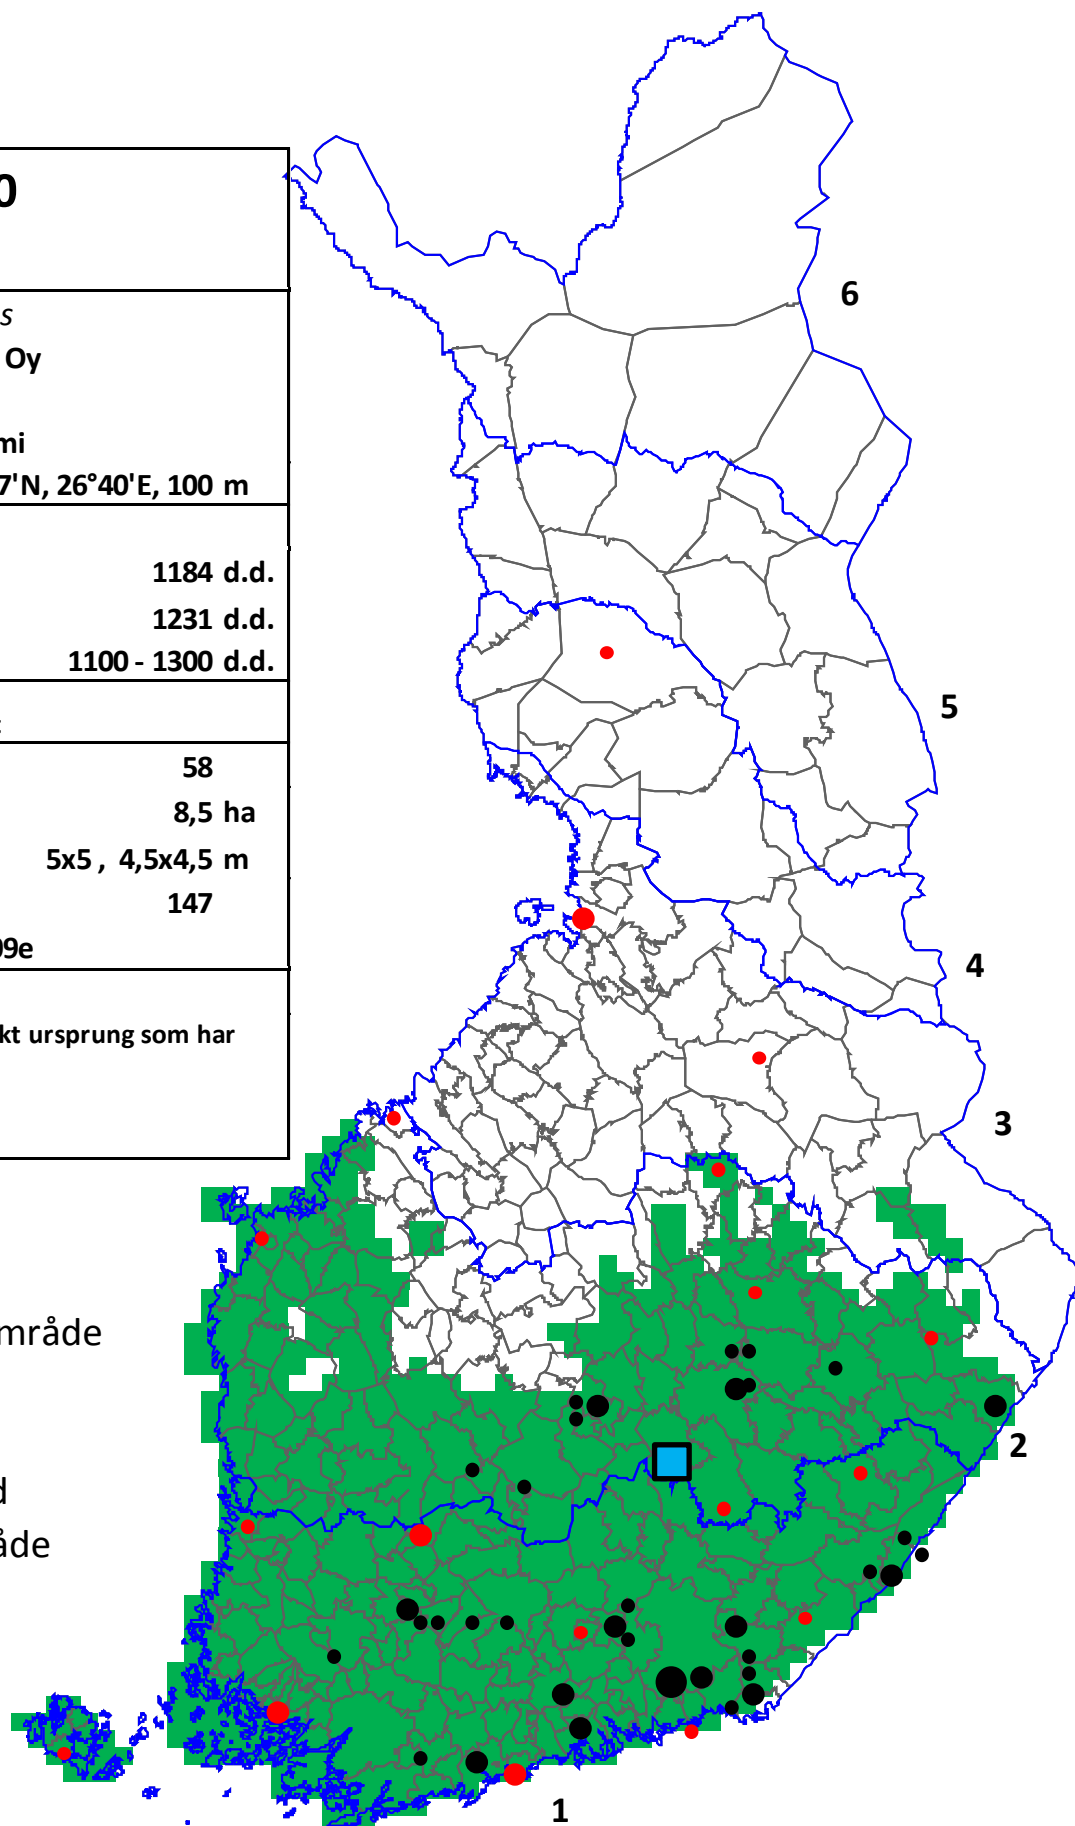 0
s
Oy
mi
7'N, 26°40'E, 100 m
1184 d.d.
1231 d.d.
1100 - 1300 d.d.
58
8,5 ha
5x5 , 4,5x4,5 m
147
09e
kt ursprung som har
område
d
åde
6
5
4
3
2
1